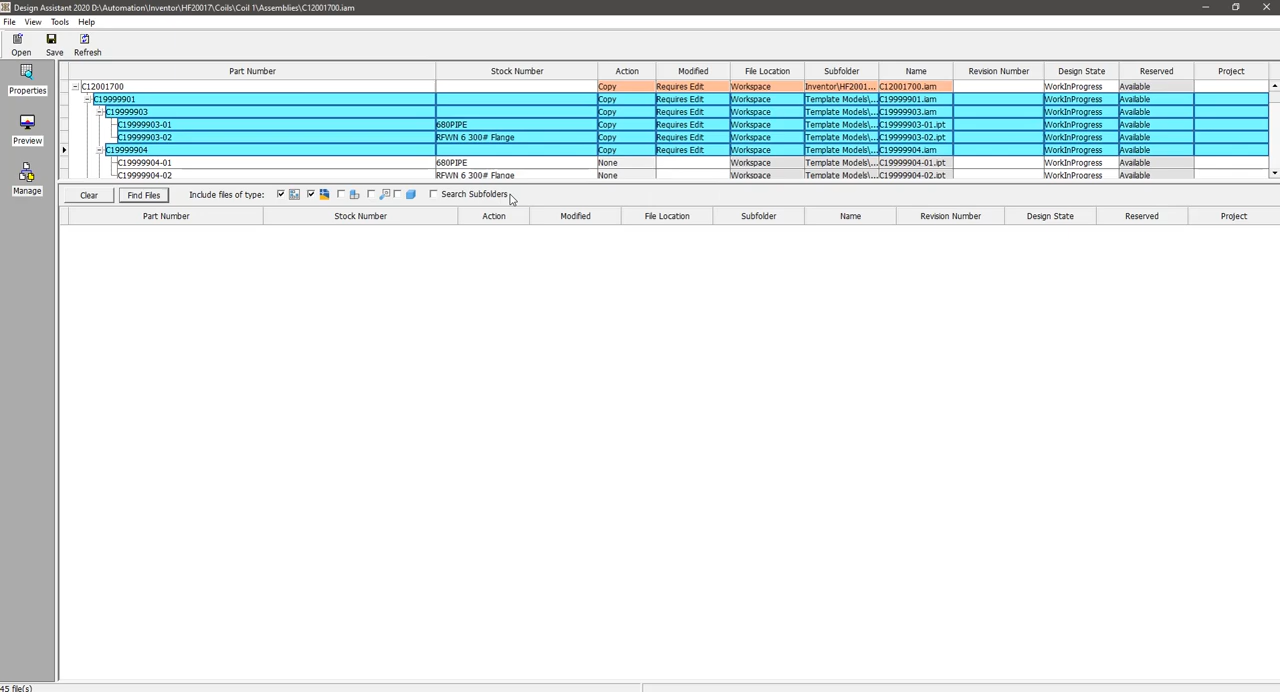 Design Assistant 2020 D:\Automation\Inventor\HF20017\Coils\Coil 1\Assemblies\C12001700.iam
File View Tools Help
Open Save Refresh
Properties
Preview
Manage
Part Number Stock Number Action Modified File Location Subfolder Name Revision Number Design State Reserved Project
C12001700 Copy Requires Edit Workspace Inventor\HF2001... C12001700.iam WorkInProgress Available
C19999901 Copy Requires Edit Workspace Template Models\... C19999901.iam WorkInProgress Available
C19999903 Copy Requires Edit Workspace Template Models\... C19999903.iam WorkInProgress Available
C19999903-01 680PIPE Copy Requires Edit Workspace Template Models\... C19999903-01.ipt WorkInProgress Available
C19999903-02 RFWN 6 300# Flange Copy Requires Edit Workspace Template Models\... C19999903-02.ipt WorkInProgress Available
C19999904 Copy Requires Edit Workspace Template Models\... C19999904.iam WorkInProgress Available
C19999904-01 680PIPE None Workspace Template Models\... C19999904-01.ipt WorkInProgress Available
C19999904-02 RFWN 6 300# Flange None Workspace Template Models\... C19999904-02.ipt WorkInProgress Available
Clear Find Files Include files of type: Search Subfolders
Part Number Stock Number Action Modified File Location Subfolder Name Revision Number Design State Reserved Project
45 file(s)